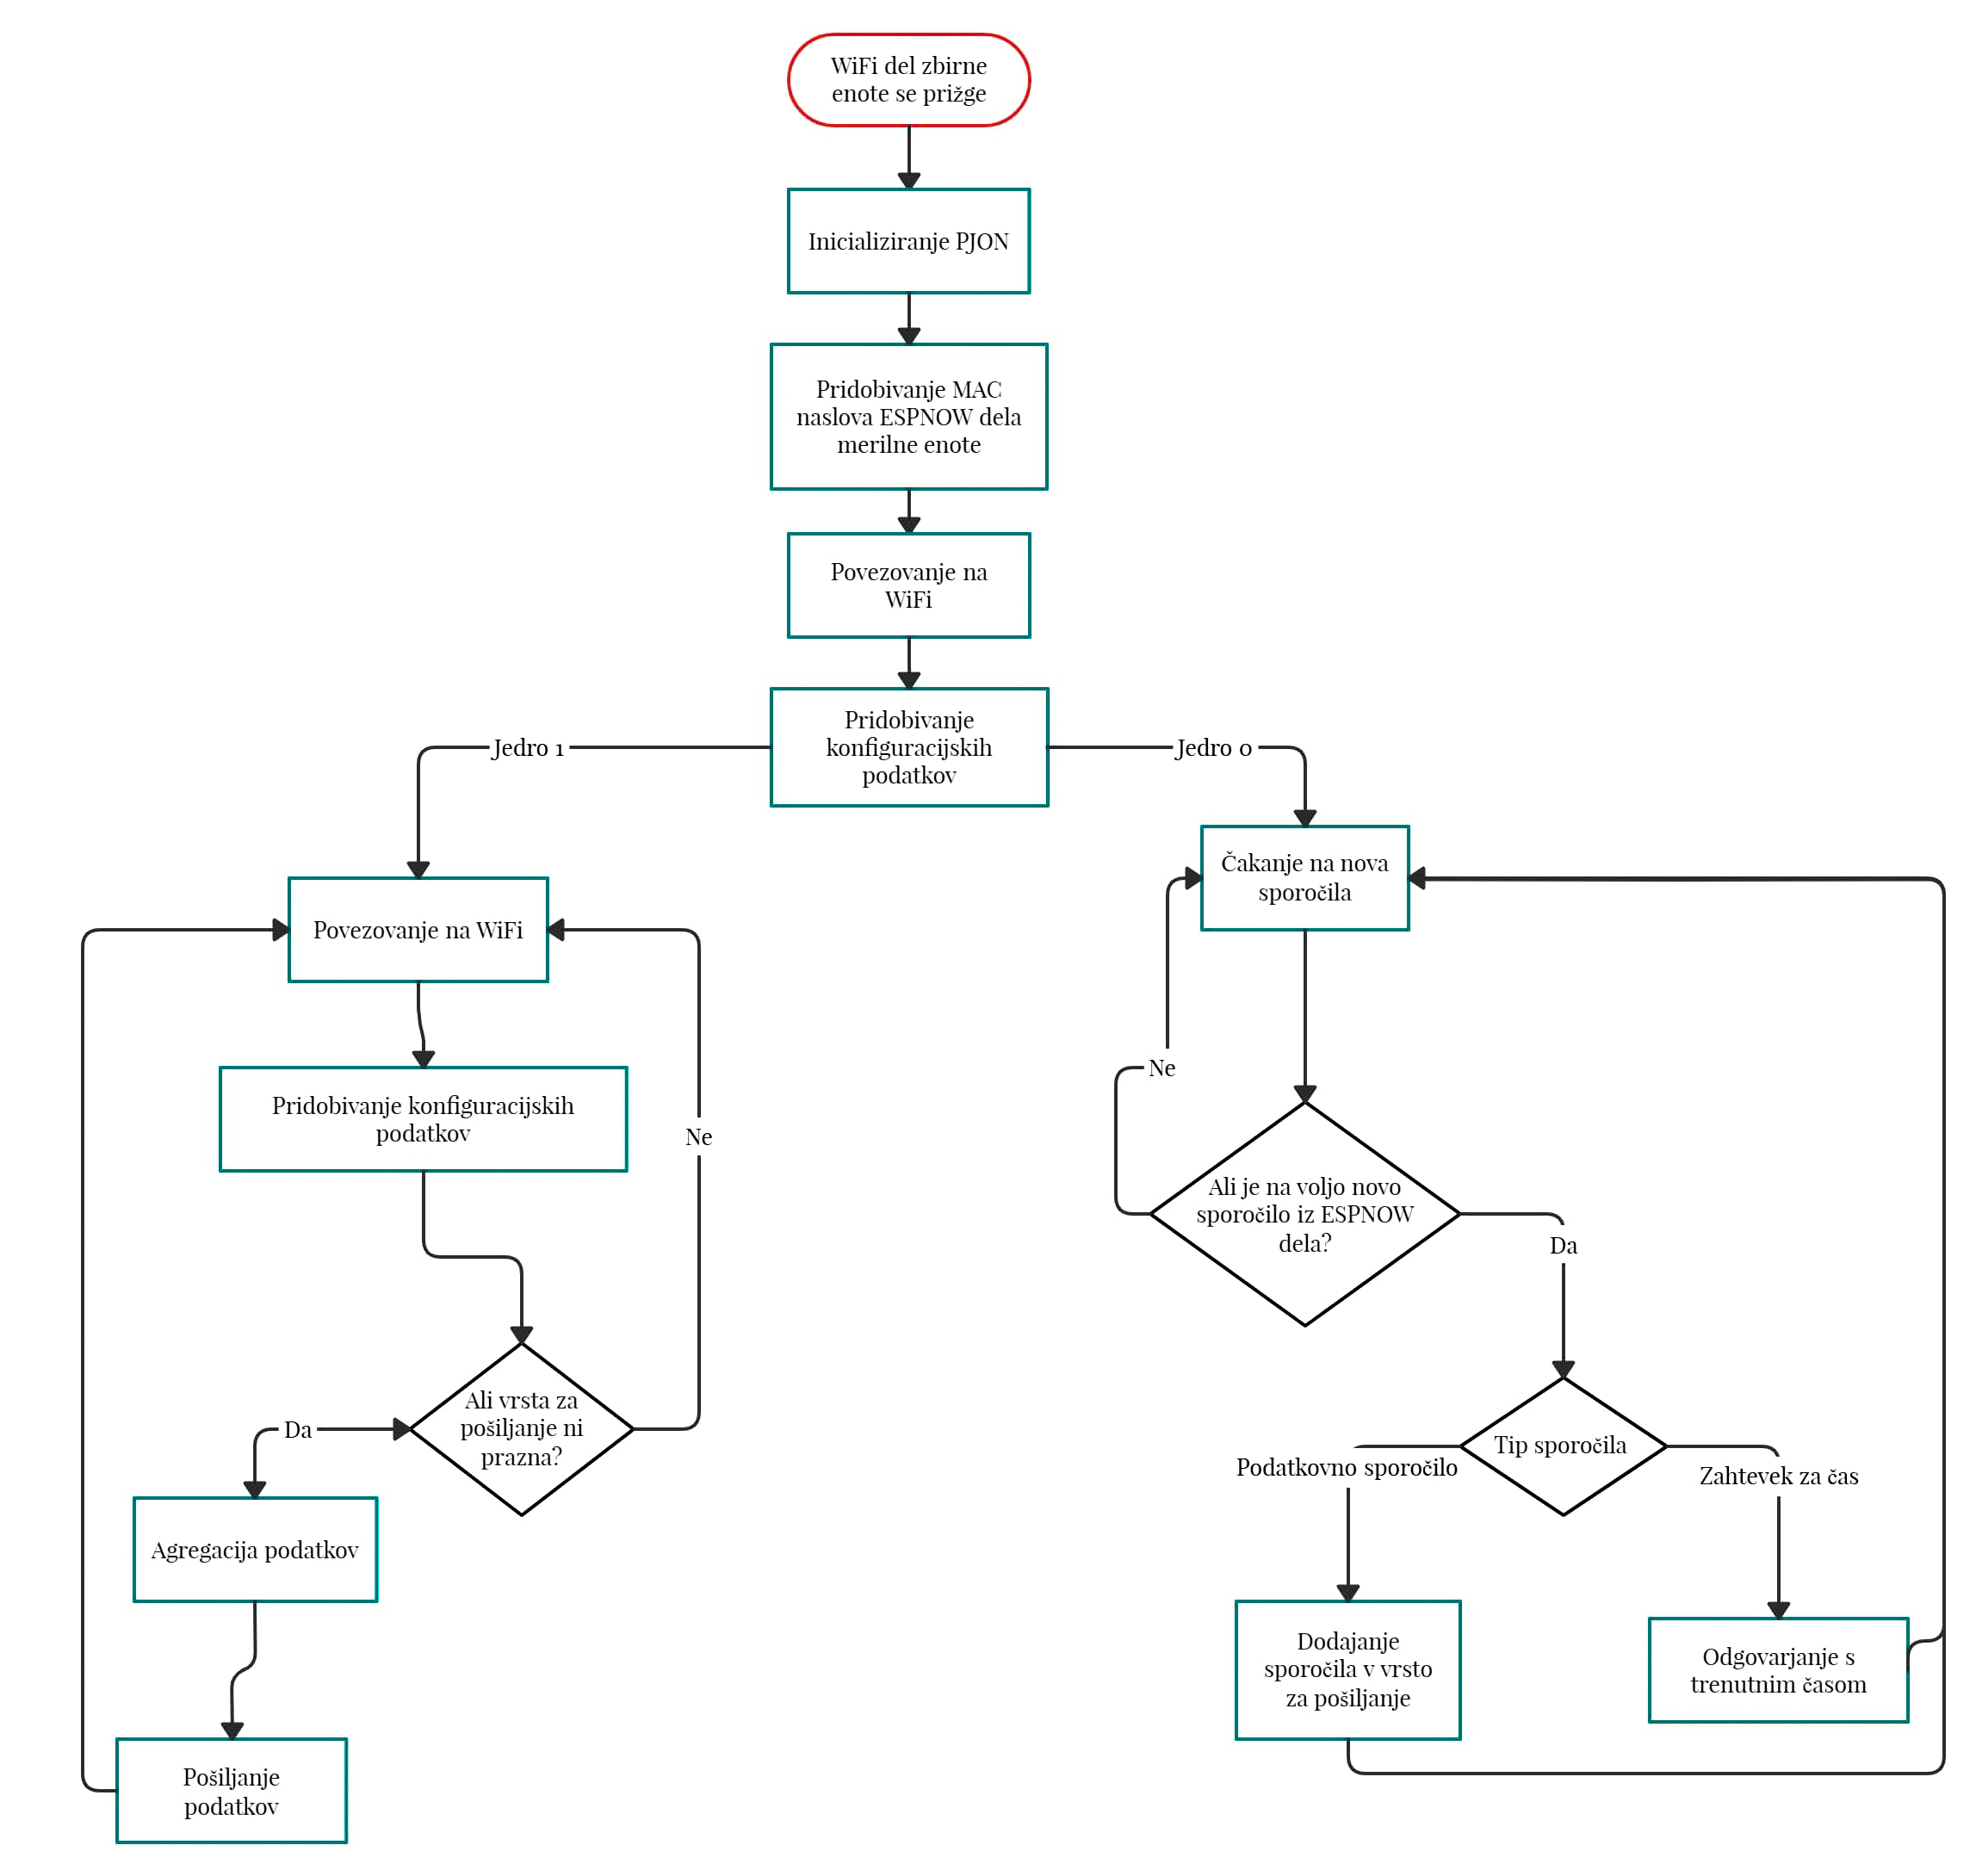 WiFi del zbirne
enote se prižge
Inicializiranje PJON
Pridobivanje MAC
naslova ESPNOW dela
merilne enote
Povezovanje na
WiFi
Pridobivanje
konfiguracijskih
podatkov
Jedro 1
Jedro 0
Povezovanje na WiFi
Pridobivanje konfiguracijskih
podatkov
Ne
Ali vrsta za
pošiljanje ni
prazna?
Da
Agregacija podatkov
Pošiljanje
podatkov
Čakanje na nova
sporočila
Ne
Ali je na voljo novo
sporočilo iz ESPNOW
dela?
Da
Tip sporočila
Podatkovno sporočilo
Zahtevek za čas
Dodajanje
sporočila v vrsto
za pošiljanje
Odgovarjanje s
trenutnim časom